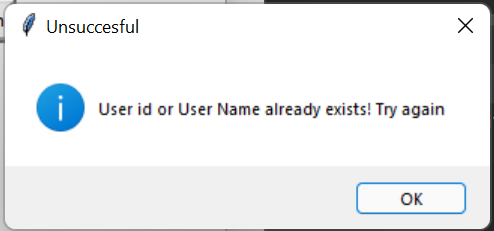 Unsuccesful
User id or User Name already exists! Try again
OK